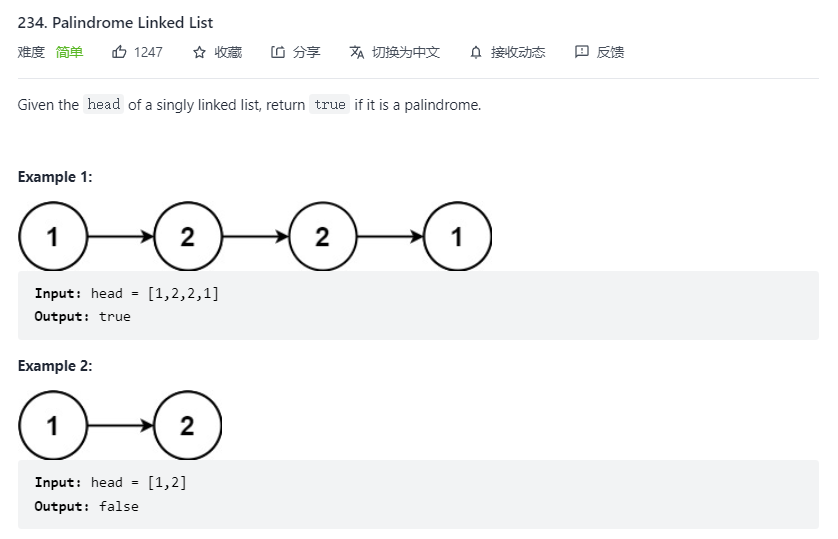 234. Palindrome Linked List
难度 简单 1247 收藏 分享 切换为中文 接收动态 反馈
Given the head of a singly linked list, return true if it is a palindrome.
Example 1:
1 2 2 1
Input: head = [1,2,2,1]
Output: true
Example 2:
1 2
Input: head = [1,2]
Output: false